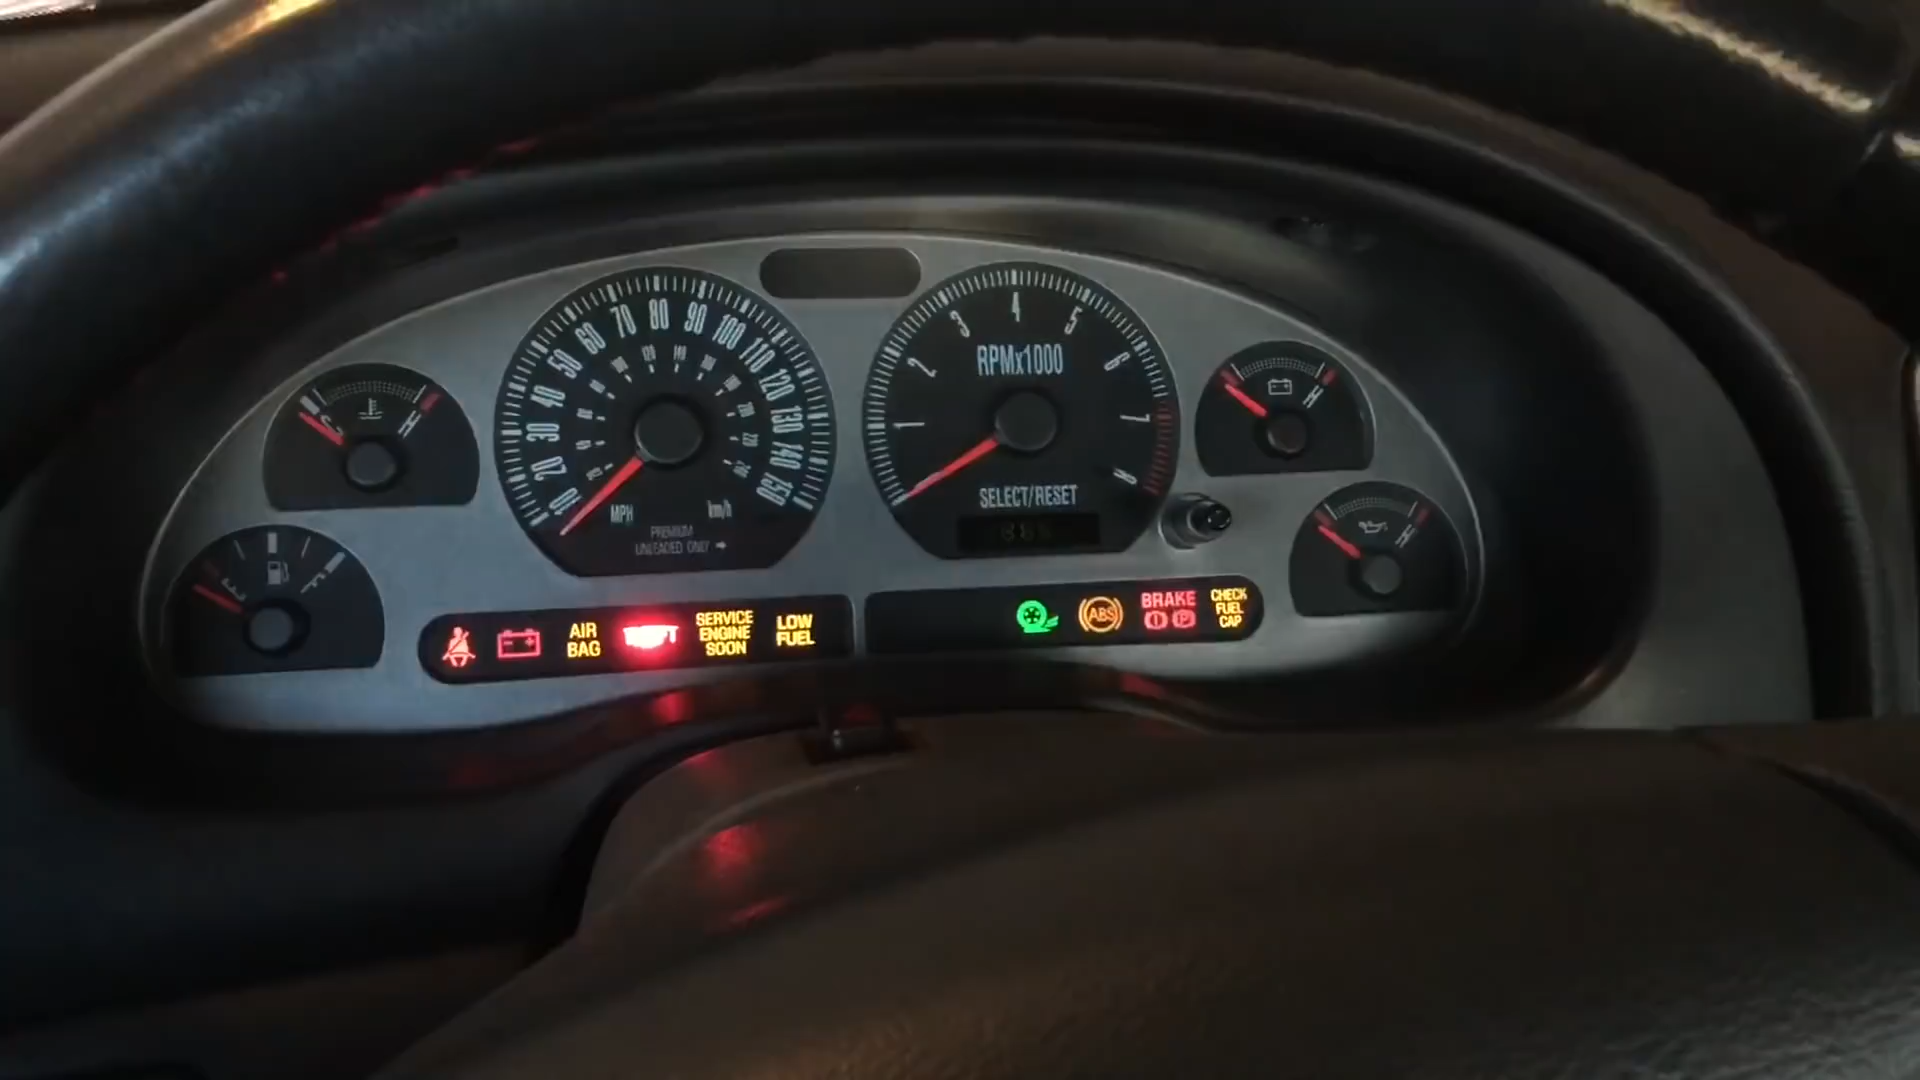 10 20 30 40 50 60 70 80 90 100 110 120 130 140 150
MPH
km/h
PREMIUM
UNLEADED ONLY →
1 2 3 4 5 6 7 8
RPMx1000
SELECT/RESET
C H
E F
H
H
AIR
BAG
THEFT
SERVICE
ENGINE
SOON
LOW
FUEL
ABS
BRAKE
CHECK
FUEL
CAP